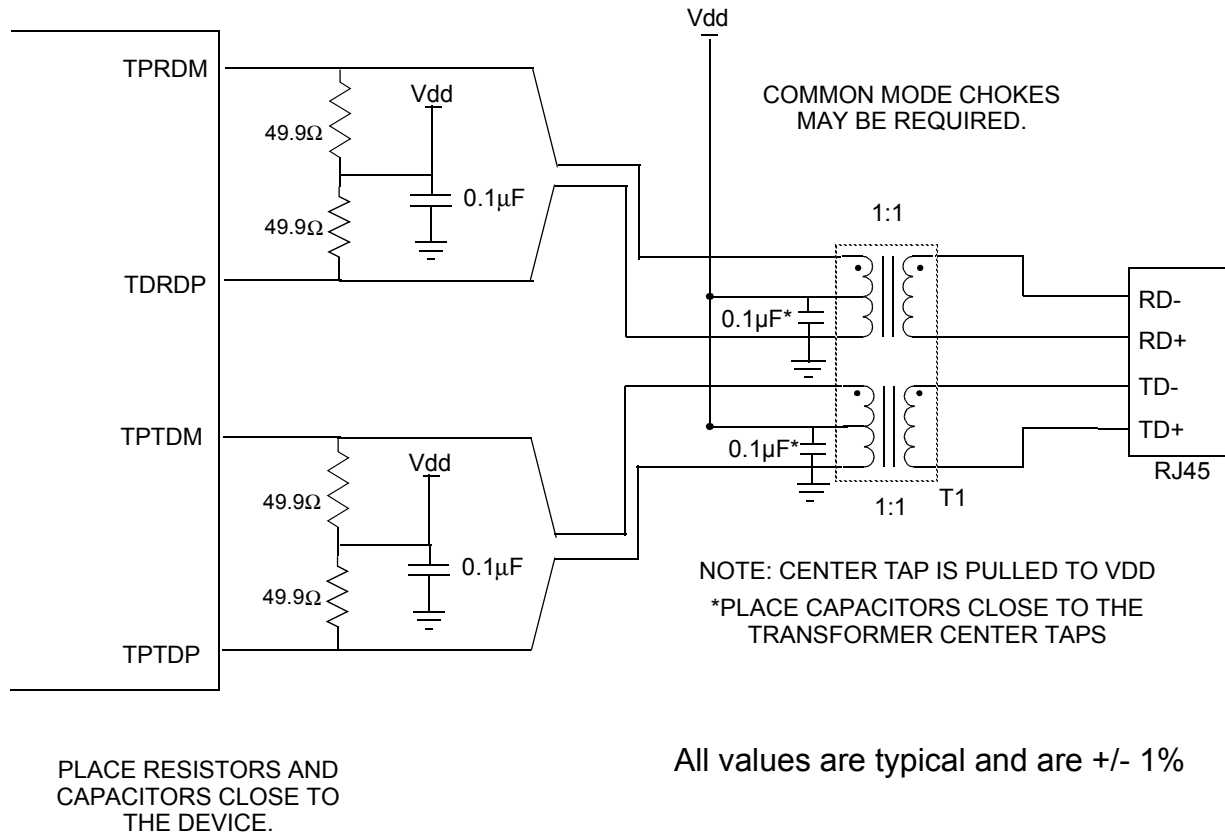 Vdd
TPRDM
Vdd
COMMON MODE CHOKES
MAY BE REQUIRED.
49.9Ω
0.1µF
49.9Ω
1:1
TDRDP
RD-
0.1µF*
RD+
TD-
TPTDM
TD+
0.1µF*
Vdd
RJ45
49.9Ω
1:1
T1
0.1µF
NOTE: CENTER TAP IS PULLED TO VDD
49.9Ω
*PLACE CAPACITORS CLOSE TO THE
TRANSFORMER CENTER TAPS
TPTDP
All values are typical and are +/- 1%
PLACE RESISTORS AND
CAPACITORS CLOSE TO
THE DEVICE.